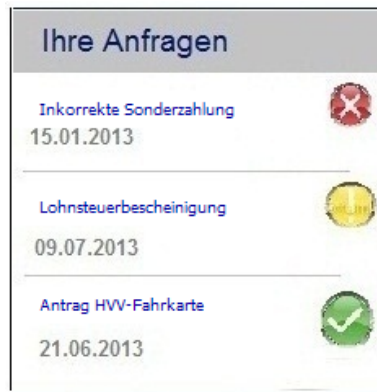 Ihre Anfragen
Inkorrekte Sonderzahlung
15.01.2013
Lohnsteuerbescheinigung
09.07.2013
Antrag HVV-Fahrkarte
21.06.2013